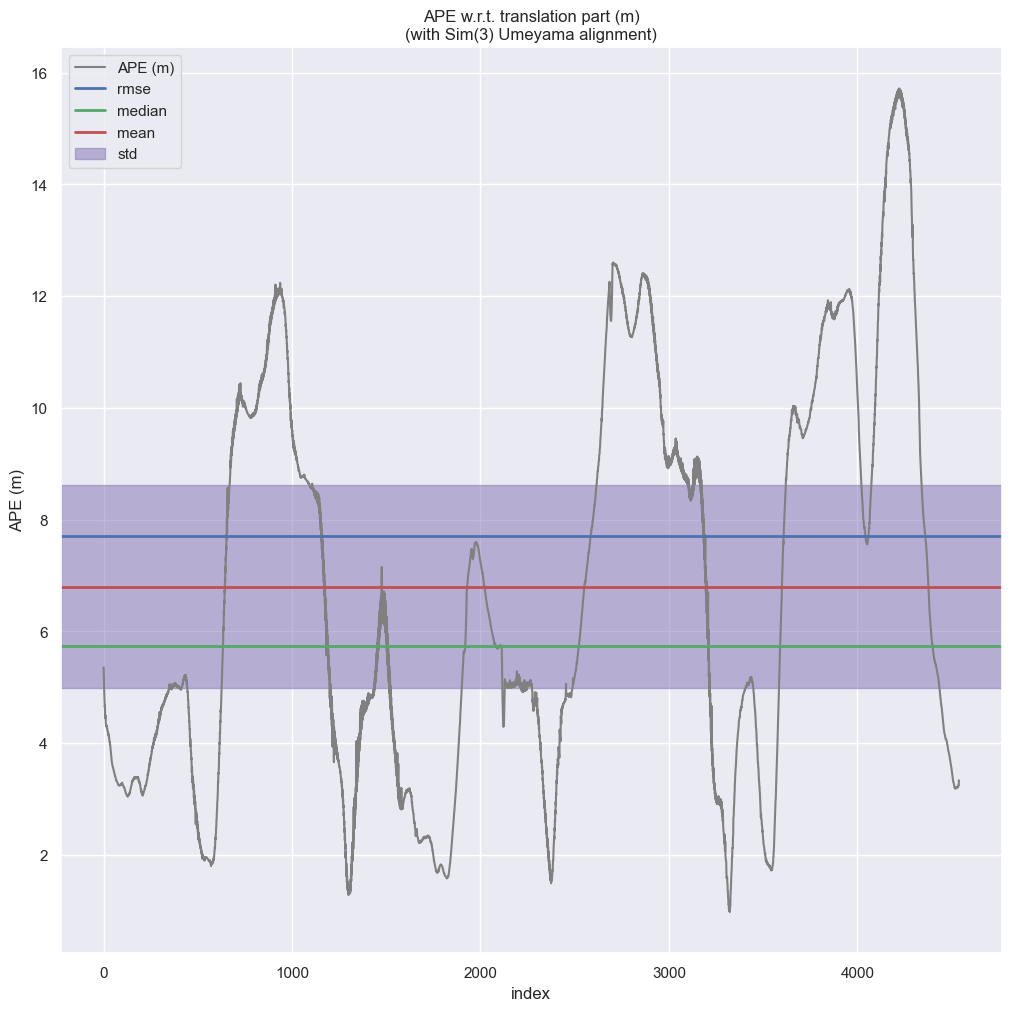 APE w.r.t. translation part (m)
(with Sim(3) Umeyama alignment)
APE (m)
rmse
median
mean
std
16
14
12
10
8
6
4
2
APE (m)
0
1000
2000
3000
4000
index